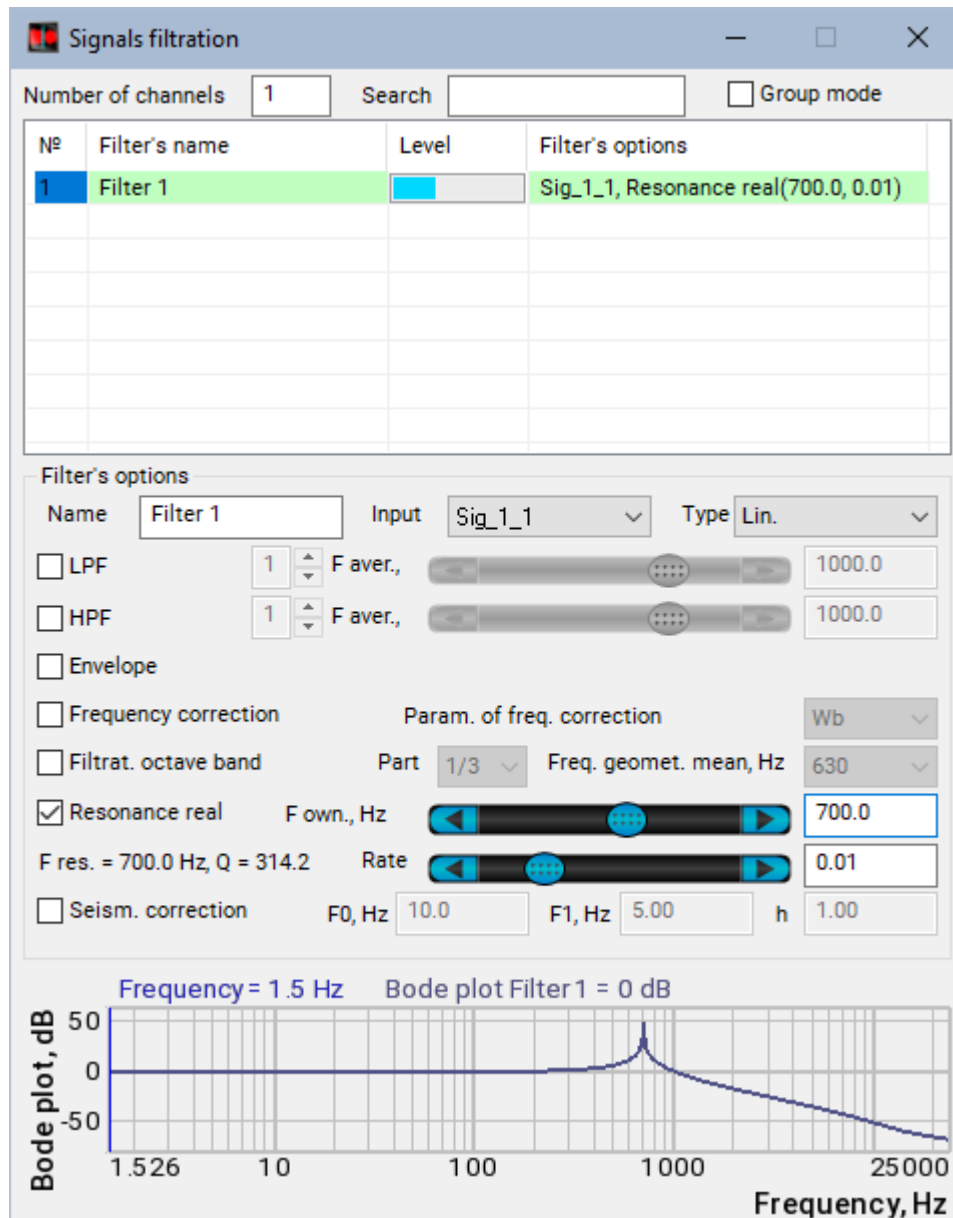 Signals filtration
Number of channels 1 Search Group mode
№ Filter's name Level Filter's options
1 Filter 1 Sig_1_1, Resonance real(700.0, 0.01)
Filter's options
Name Filter 1 Input Sig_1_1 Type Lin.
LPF 1 F aver., 1000.0
HPF 1 F aver., 1000.0
Envelope
Frequency correction Param. of freq. correction Wb
Filtrat. octave band Part 1/3 Freq. geomet. mean, Hz 630
Resonance real F own., Hz 700.0
F res. = 700.0 Hz, Q = 314.2 Rate 0.01
Seism. correction F0, Hz 10.0 F1, Hz 5.00 h 1.00
Frequency = 1.5 Hz Bode plot Filter 1 = 0 dB
Bode plot, dB
50
0
-50
1.526 10 100 1000 25000
Frequency, Hz